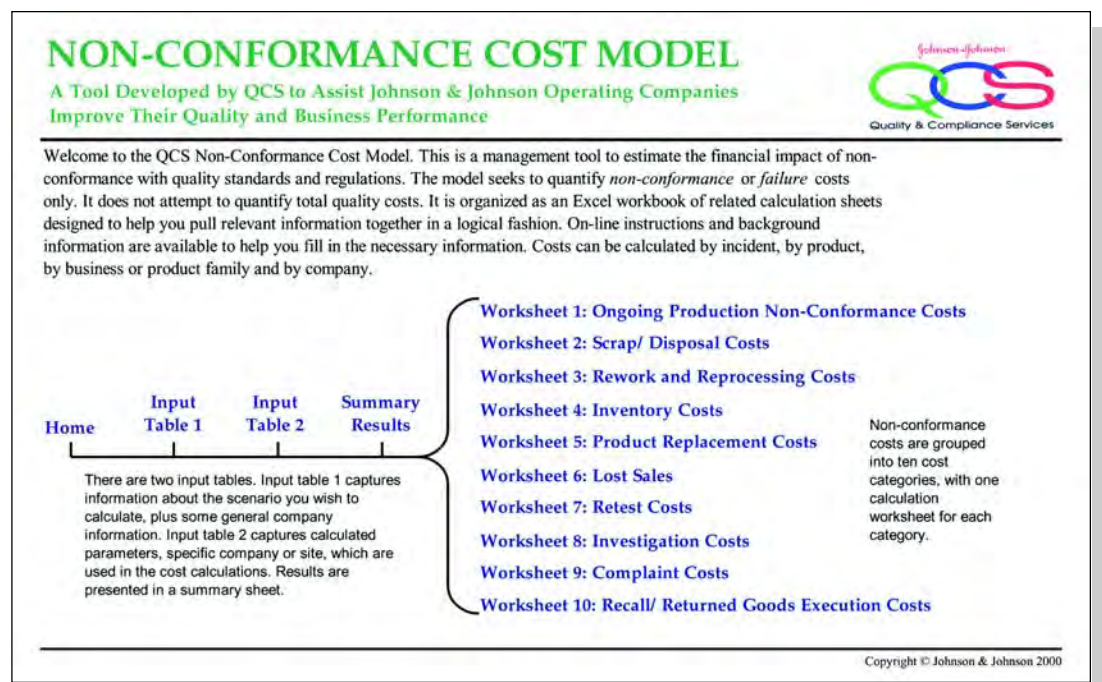 NON-CONFORMANCE COST MODEL
A Tool Developed by QCS to Assist Johnson & Johnson Operating Companies
Improve Their Quality and Business Performance
Johnson-Johnson
QCS
Quality & Compliance Services
Welcome to the QCS Non-Conformance Cost Model. This is a management tool to estimate the financial impact of non-
conformance with quality standards and regulations. The model seeks to quantify non-conformance or failure costs
only. It does not attempt to quantify total quality costs. It is organized as an Excel workbook of related calculation sheets
designed to help you pull relevant information together in a logical fashion. On-line instructions and background
information are available to help you fill in the necessary information. Costs can be calculated by incident, by product,
by business or product family and by company.
Home
Input
Table 1
Input
Table 2
Summary
Results
There are two input tables. Input table 1 captures
information about the scenario you wish to
calculate, plus some general company
information. Input table 2 captures calculated
parameters, specific company or site, which are
used in the cost calculations. Results are
presented in a summary sheet.
Worksheet 1: Ongoing Production Non-Conformance Costs
Worksheet 2: Scrap/ Disposal Costs
Worksheet 3: Rework and Reprocessing Costs
Worksheet 4: Inventory Costs
Worksheet 5: Product Replacement Costs
Worksheet 6: Lost Sales
Worksheet 7: Retest Costs
Worksheet 8: Investigation Costs
Worksheet 9: Complaint Costs
Worksheet 10: Recall/ Returned Goods Execution Costs
Non-conformance
costs are grouped
into ten cost
categories, with one
calculation
worksheet for each
category.
Copyright © Johnson & Johnson 2000